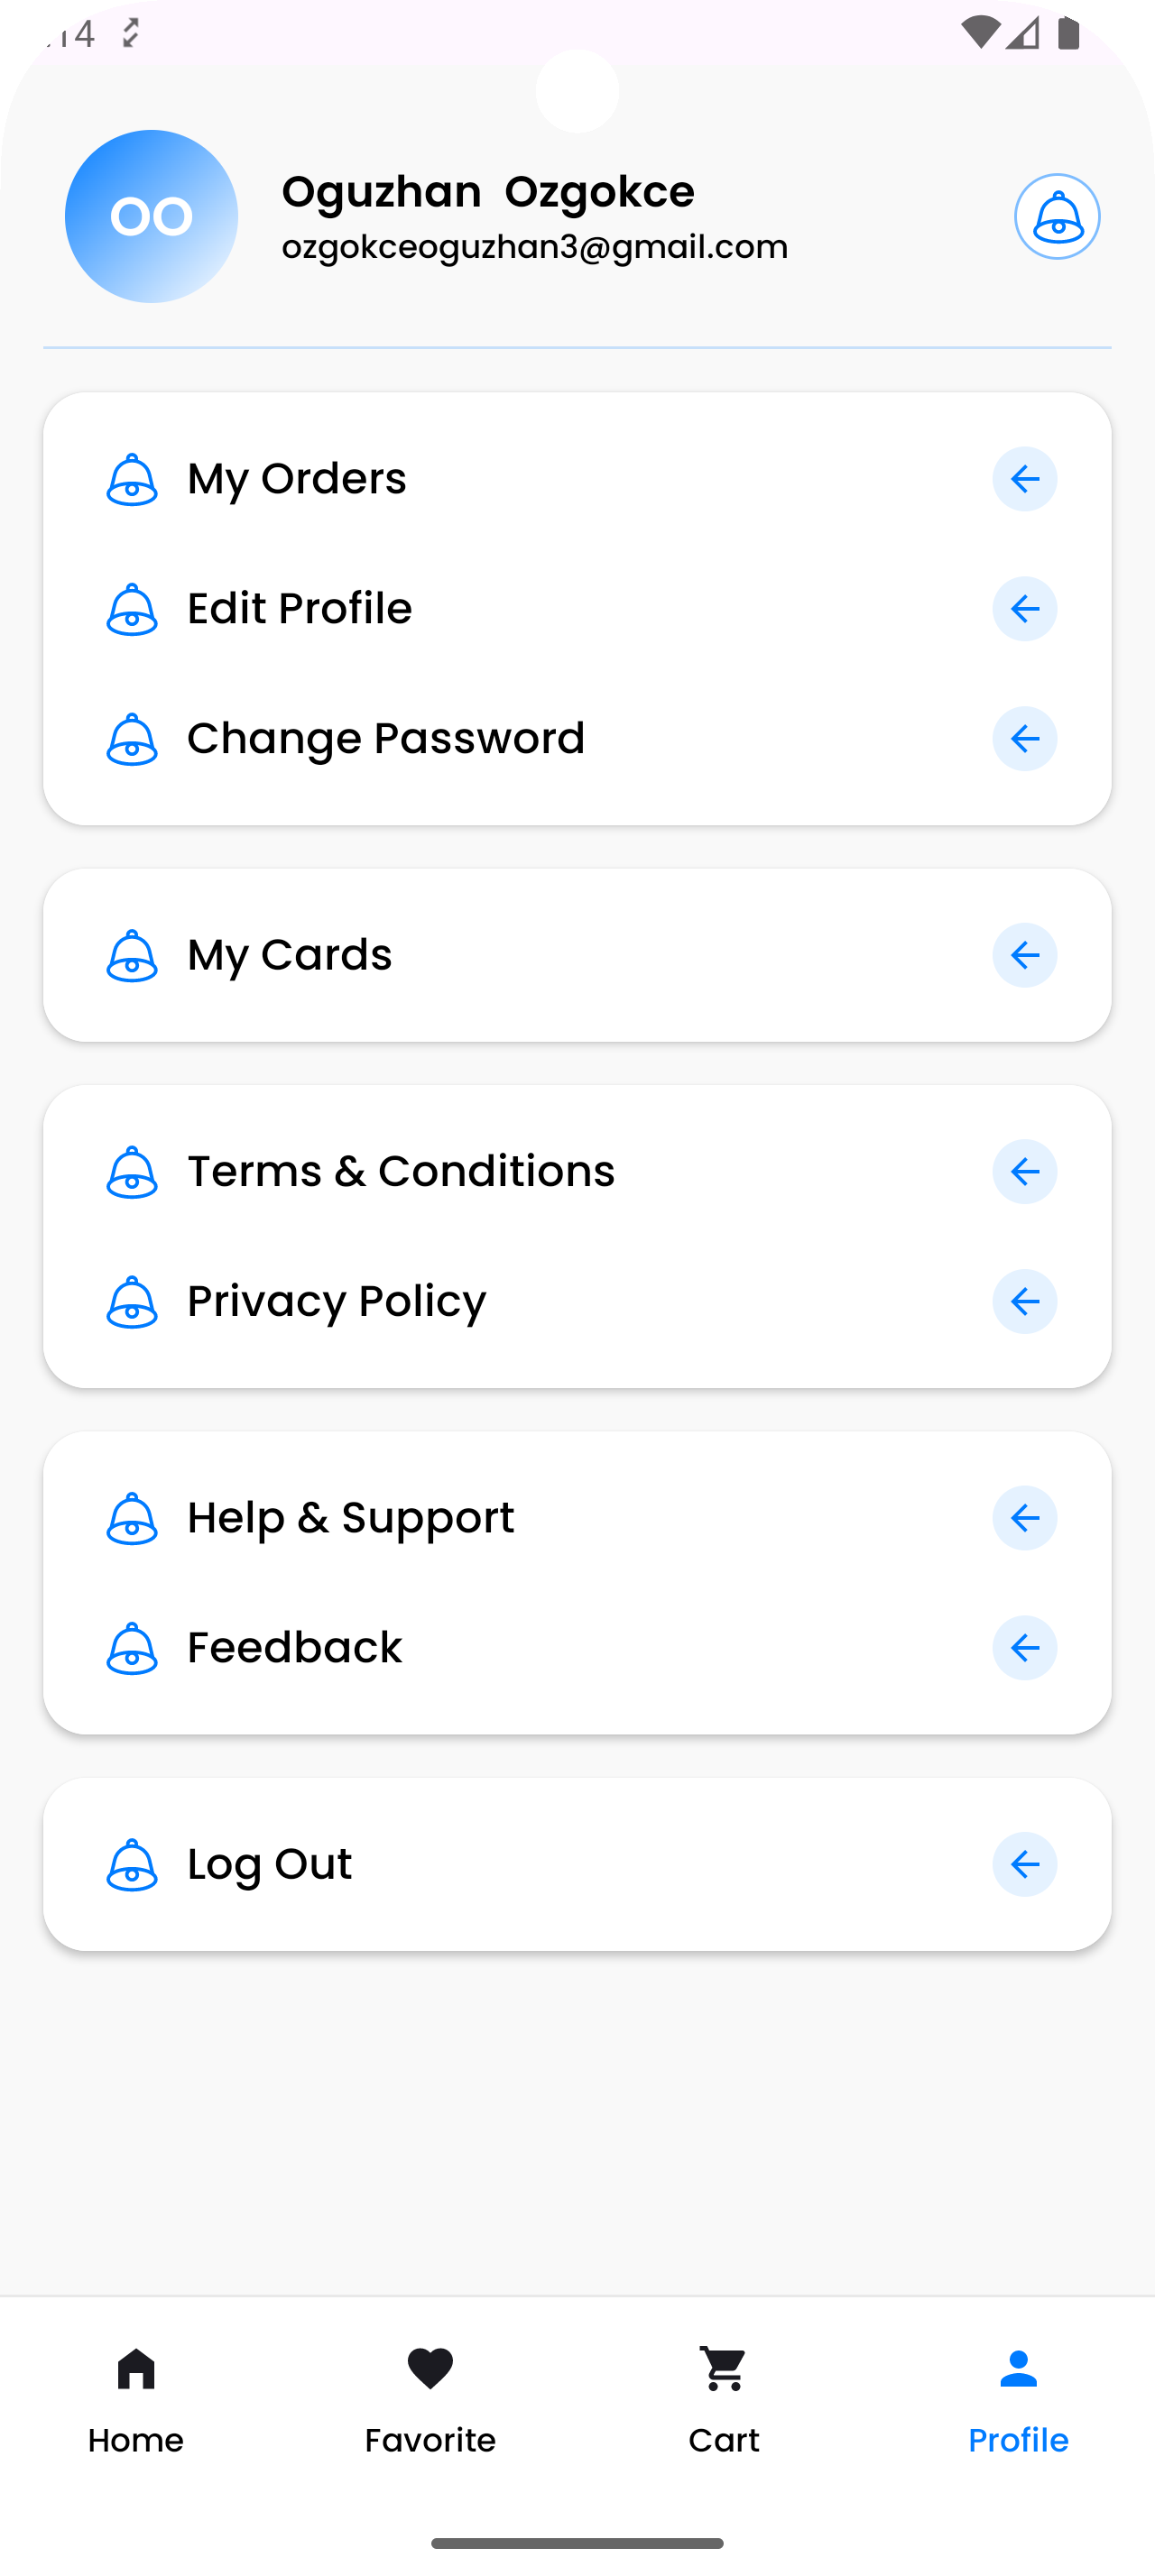 14
OO
Oguzhan Ozgokce
ozgokceoguzhan3@gmail.com
My Orders
Edit Profile
Change Password
My Cards
Terms & Conditions
Privacy Policy
Help & Support
Feedback
Log Out
Home
Favorite
Cart
Profile